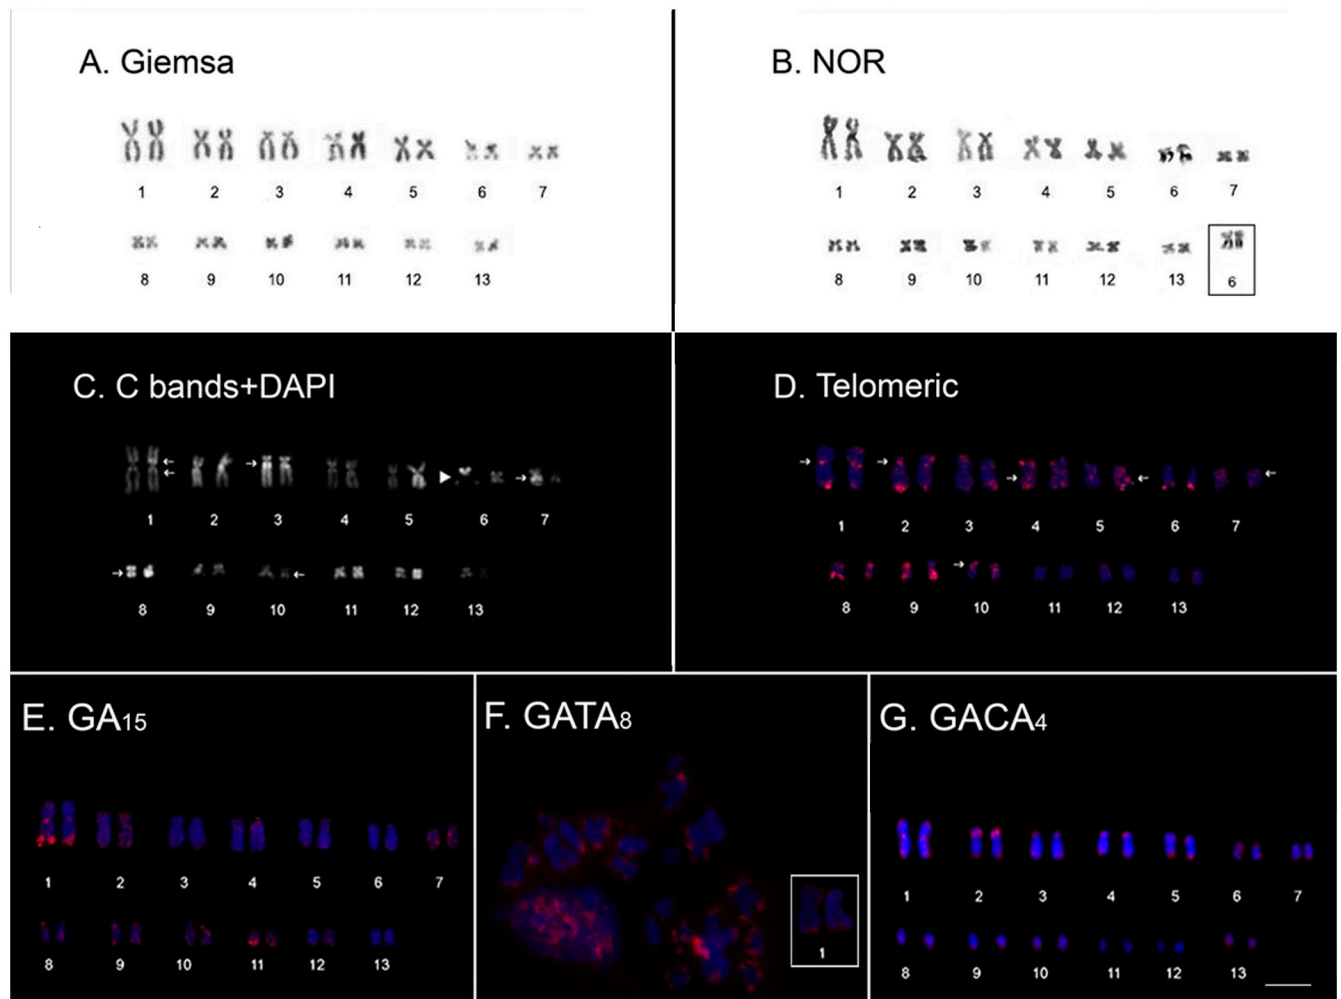 A. Giemsa
1 2 3 4 5 6 7
8 9 10 11 12 13
B. NOR
1 2 3 4 5 6 7
8 9 10 11 12 13 6
C. C bands+DAPI
1 2 3 4 5 6 7
8 9 10 11 12 13
D. Telomeric
1 2 3 4 5 6 7
8 9 10 11 12 13
E. GA15
1 2 3 4 5 6 7
8 9 10 11 12 13
F. GATA8
1
G. GACA4
1 2 3 4 5 6 7
8 9 10 11 12 13